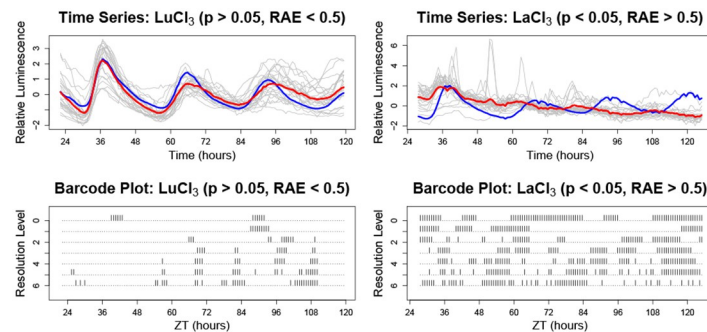 Time Series: LuCl3 (p > 0.05, RAE < 0.5)
Relative Luminescence
3
2
1
0
−1
−2
24 36 48 60 72 84 96 108 120
Time (hours)
Time Series: LaCl3 (p < 0.05, RAE > 0.5)
Relative Luminescence
6
4
2
0
−2
24 36 48 60 72 84 96 108 120
Time (hours)
Barcode Plot: LuCl3 (p > 0.05, RAE < 0.5)
Resolution Level
0
2
3
4
5
6
24 36 48 60 72 84 96 108 120
ZT (hours)
Barcode Plot: LaCl3 (p < 0.05, RAE > 0.5)
Resolution Level
0
2
3
4
5
6
24 36 48 60 72 84 96 108 120
ZT (hours)